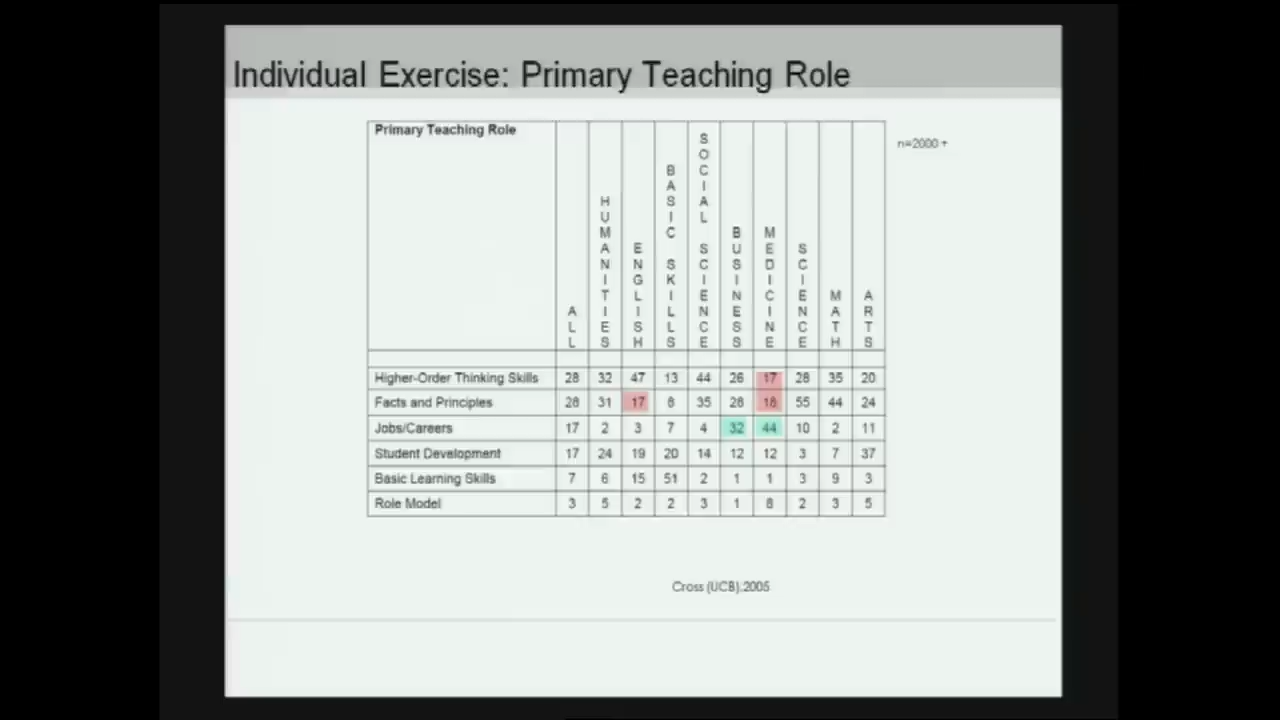 Individual Exercise: Primary Teaching Role
Primary Teaching Role
ALL
HUMANITIES
ENGLISH
BASIC SKILLS
SOCIAL SCIENCE
BUSINESS
MEDICINE
SCIENCE
MATH
ARTS
n=2000 +
Higher-Order Thinking Skills 28 32 47 13 44 26 17 28 35 20
Facts and Principles 28 31 17 8 35 28 18 55 44 24
Jobs/Careers 17 2 3 7 4 32 44 10 2 11
Student Development 17 24 19 20 14 12 12 3 7 37
Basic Learning Skills 7 6 15 51 2 1 1 3 9 3
Role Model 3 5 2 2 3 1 8 2 3 5
Cross (UCB),2005